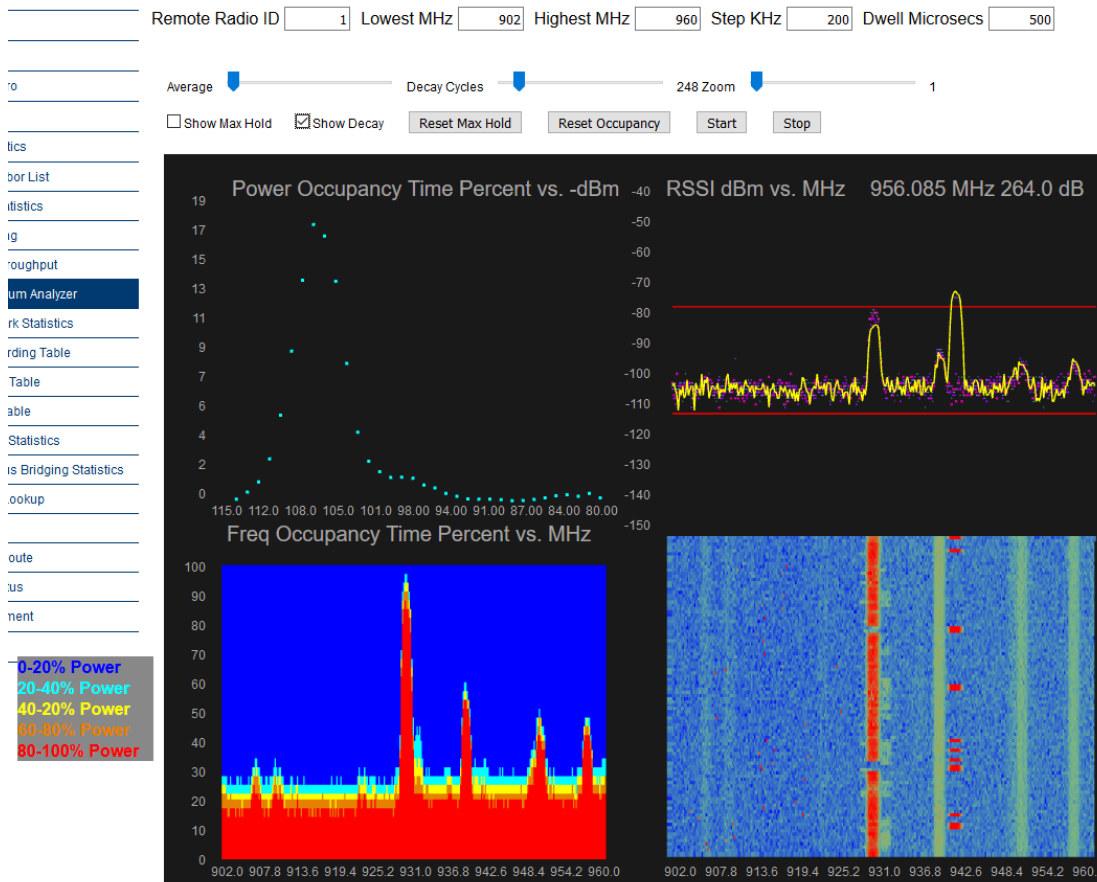 Remote Radio ID 1 Lowest MHz 902 Highest MHz 960 Step KHz 200 Dwell Microsecs 500
Average Decay Cycles 248 Zoom 1
Show Max Hold Show Decay Reset Max Hold Reset Occupancy Start Stop
ro
tics
bor List
atistics
ng
roughput
um Analyzer
rk Statistics
rding Table
Table
able
Statistics
us Bridging Statistics
Lookup
oute
tus
ment
0-20% Power
20-40% Power
40-20% Power
60-80% Power
80-100% Power
Power Occupancy Time Percent vs. -dBm
19
17
15
13
11
9
7
6
4
2
0
115.0 112.0 108.0 105.0 101.0 98.00 94.00 91.00 87.00 84.00 80.00
RSSI dBm vs. MHz 956.085 MHz 264.0 dB
-40
-50
-60
-70
-80
-90
-100
-110
-120
-130
-140
-150
Freq Occupancy Time Percent vs. MHz
100
90
80
70
60
50
40
30
20
10
0
902.0 907.8 913.6 919.4 925.2 931.0 936.8 942.6 948.4 954.2 960.0
902.0 907.8 913.6 919.4 925.2 931.0 936.8 942.6 948.4 954.2 960.